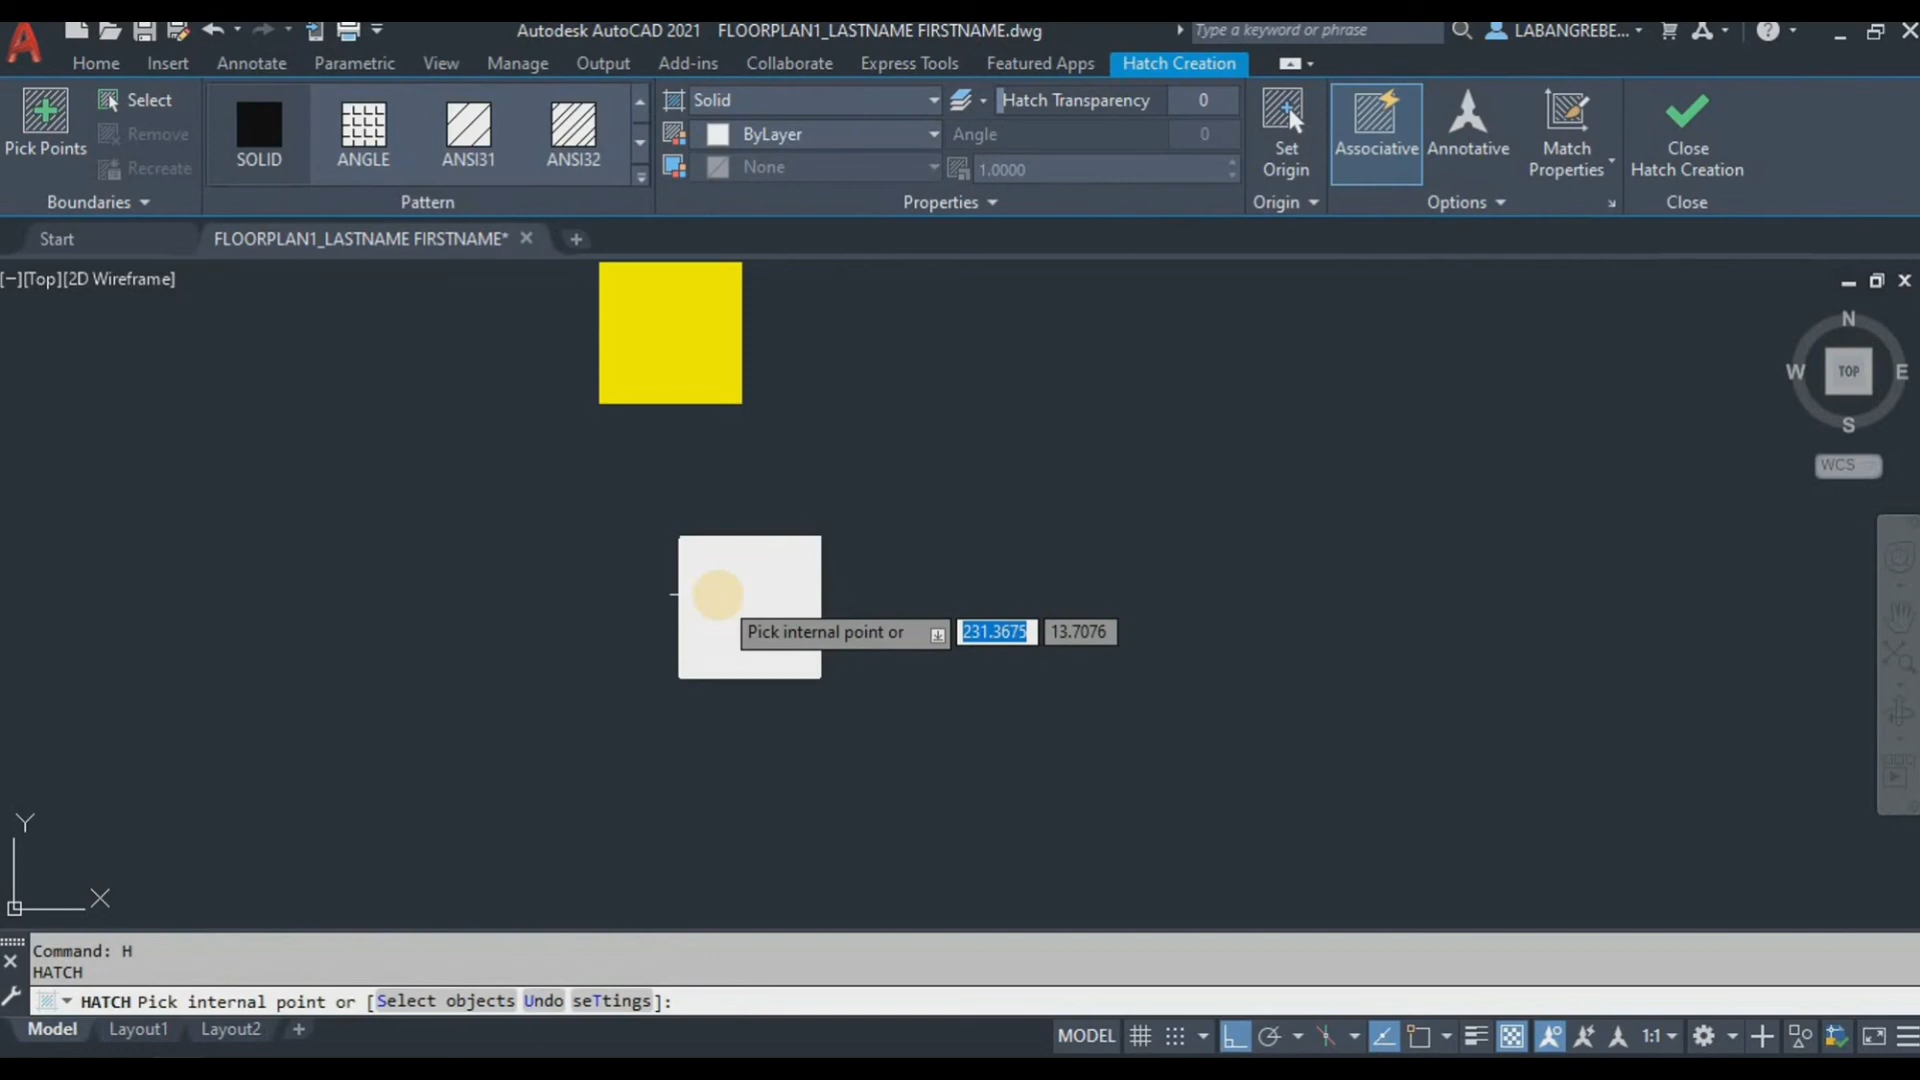 Autodesk AutoCAD 2021 FLOORPLAN1_LASTNAME FIRSTNAME.dwg
Type a keyword or phrase
LABANGREBE...
Home Insert Annotate Parametric View Manage Output Add-ins Collaborate Express Tools Featured Apps Hatch Creation
Pick Points
Select
Remove
Recreate
Boundaries
SOLID
ANGLE
ANSI31
ANSI32
Pattern
Solid
ByLayer
None
Hatch Transparency 0
Angle 0
1.0000
Properties
Set
Origin
Origin
Associative
Annotative
Match
Properties
Options
Close
Hatch Creation
Close
Start
FLOORPLAN1_LASTNAME FIRSTNAME*
[−][Top][2D Wireframe]
N
W
TOP
E
S
WCS
Pick internal point or 231.3675 13.7076
Y
X
Command: H
HATCH
HATCH Pick internal point or [Select objects Undo seTtings]:
Model Layout1 Layout2
MODEL
1:1